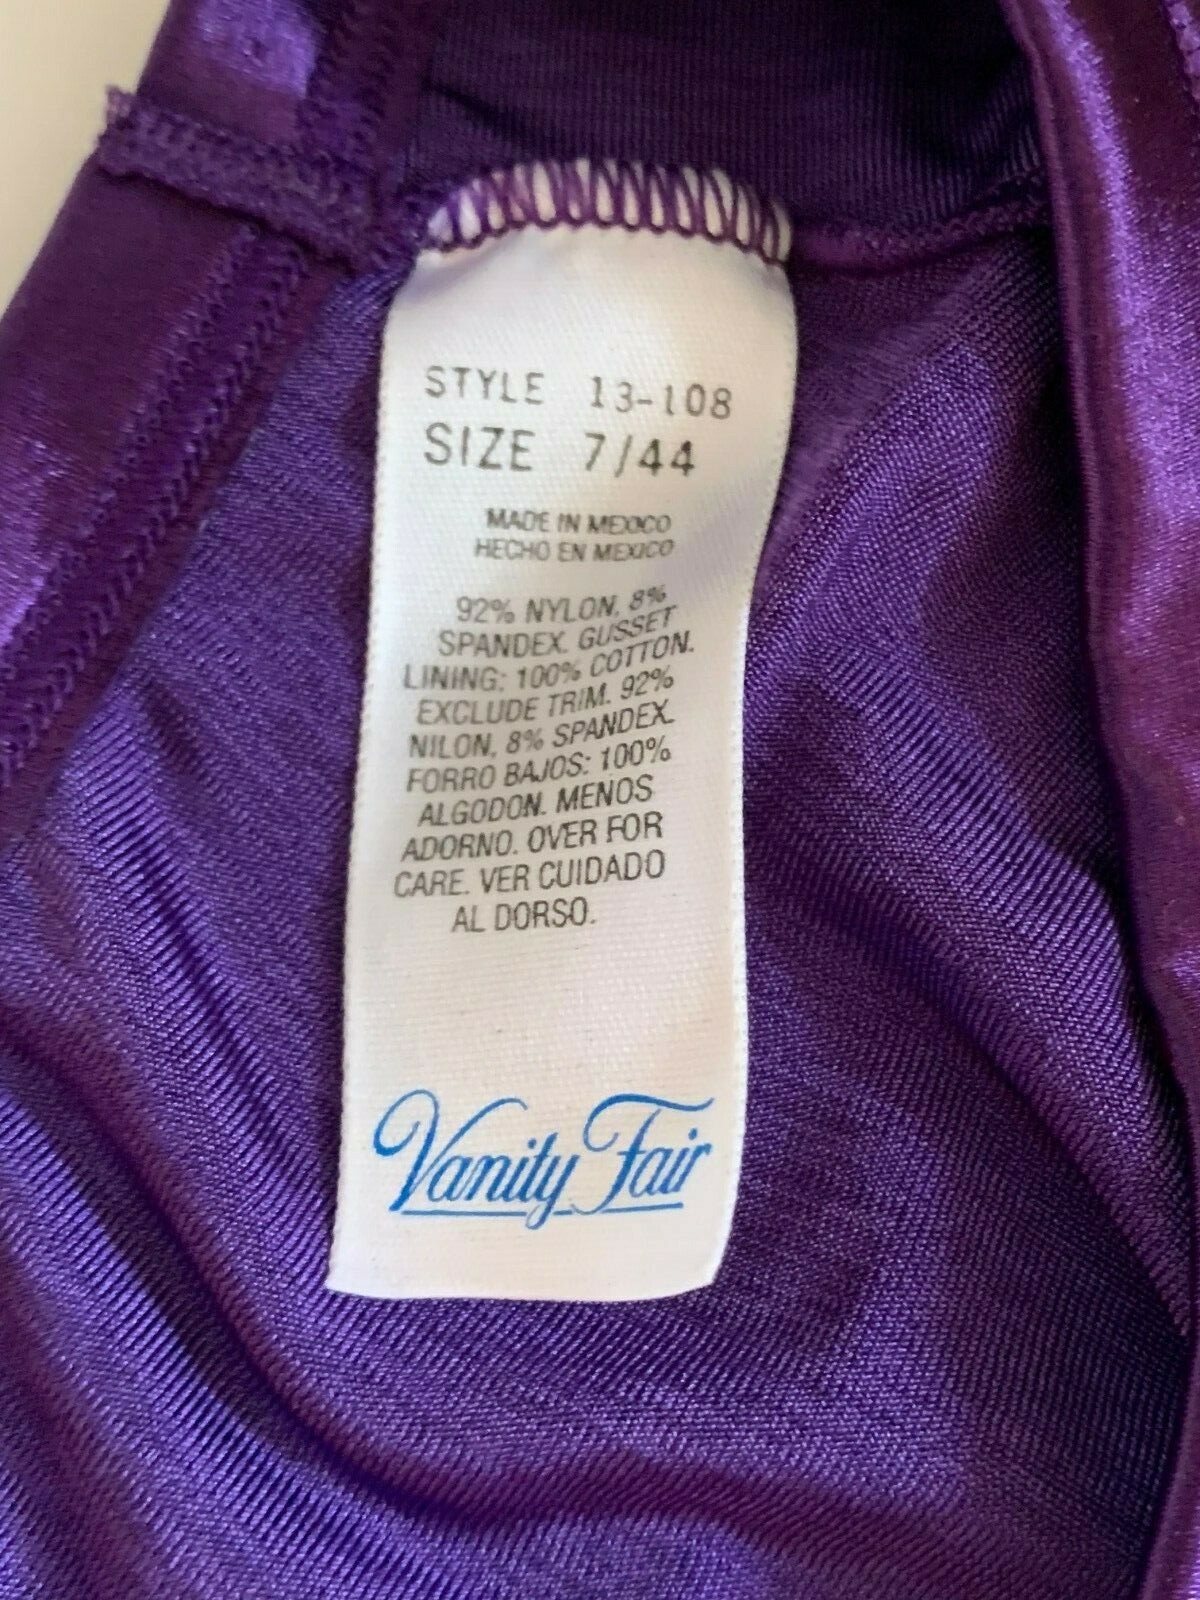 STYLE 13-108
SIZE 7/44
MADE IN MEXICO
HECHO EN MEXICO
92% NYLON, 8%
SPANDEX. GUSSET
LINING: 100% COTTON.
EXCLUDE TRIM. 92%
NILON, 8% SPANDEX.
FORRO BAJOS: 100%
ALGODON. MENOS
ADORNO. OVER FOR
CARE. VER CUIDADO
AL DORSO.
Vanity Fair